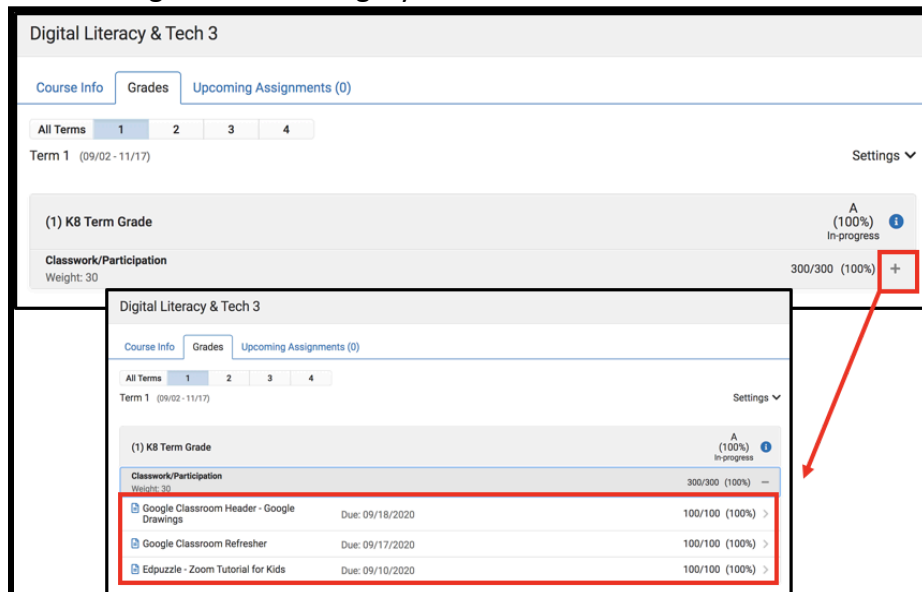 Digital Literacy & Tech 3
Course Info Grades Upcoming Assignments (0)
All Terms 1 2 3 4
Term 1 (09/02 - 11/17) Settings
(1) K8 Term Grade A
(100%)
In-progress
Classwork/Participation
Weight: 30 300/300 (100%) +
Digital Literacy & Tech 3
Course Info Grades Upcoming Assignments (0)
All Terms 1 2 3 4
Term 1 (09/02 - 11/17) Settings
(1) K8 Term Grade A
(100%)
In-progress
Classwork/Participation
Weight: 30 300/300 (100%) −
Google Classroom Header - Google
Drawings Due: 09/18/2020 100/100 (100%)
Google Classroom Refresher Due: 09/17/2020 100/100 (100%)
Edpuzzle - Zoom Tutorial for Kids Due: 09/10/2020 100/100 (100%)